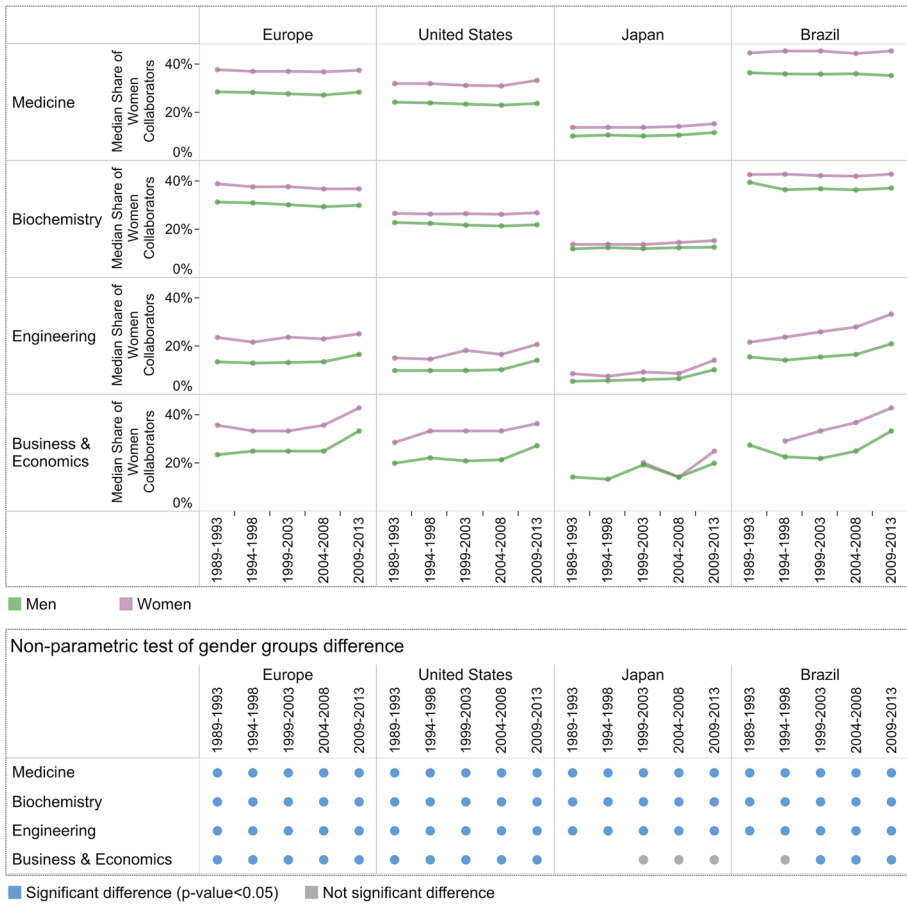 Europe United States Japan Brazil
Medicine
Median Share of
Women
Collaborators
40%
20%
0%
Biochemistry
Median Share of
Women
Collaborators
40%
20%
0%
Engineering
Median Share of
Women
Collaborators
40%
20%
0%
Business &
Economics
Median Share of
Women
Collaborators
40%
20%
0%
1989-1993 1994-1998 1999-2003 2004-2008 2009-2013 1989-1993 1994-1998 1999-2003 2004-2008 2009-2013 1989-1993 1994-1998 1999-2003 2004-2008 2009-2013 1989-1993 1994-1998 1999-2003 2004-2008 2009-2013
Men Women
Non-parametric test of gender groups difference
Europe United States Japan Brazil
1989-1993 1994-1998 1999-2003 2004-2008 2009-2013 1989-1993 1994-1998 1999-2003 2004-2008 2009-2013 1989-1993 1994-1998 1999-2003 2004-2008 2009-2013 1989-1993 1994-1998 1999-2003 2004-2008 2009-2013
Medicine
Biochemistry
Engineering
Business & Economics
Significant difference (p-value<0.05) Not significant difference